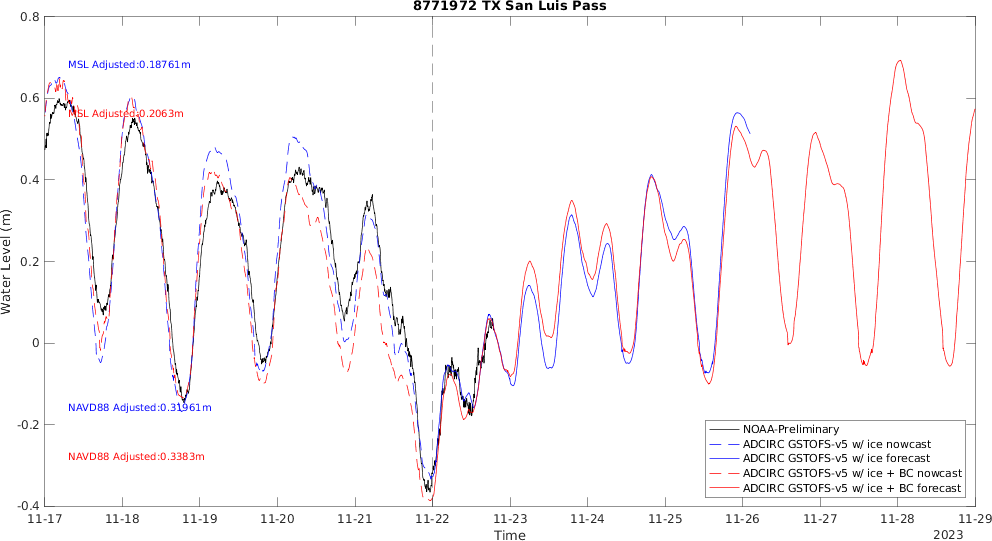 8771972 TX San Luis Pass
0.8
0.6
0.4
0.2
0
-0.2
-0.4
Water Level (m)
MSL Adjusted:0.18761m
MSL Adjusted:0.2063m
NAVD88 Adjusted:0.31961m
NAVD88 Adjusted:0.3383m
NOAA-Preliminary
ADCIRC GSTOFS-v5 w/ ice nowcast
ADCIRC GSTOFS-v5 w/ ice forecast
ADCIRC GSTOFS-v5 w/ ice + BC nowcast
ADCIRC GSTOFS-v5 w/ ice + BC forecast
11-17 11-18 11-19 11-20 11-21 11-22 11-23 11-24 11-25 11-26 11-27 11-28 11-29
Time
2023